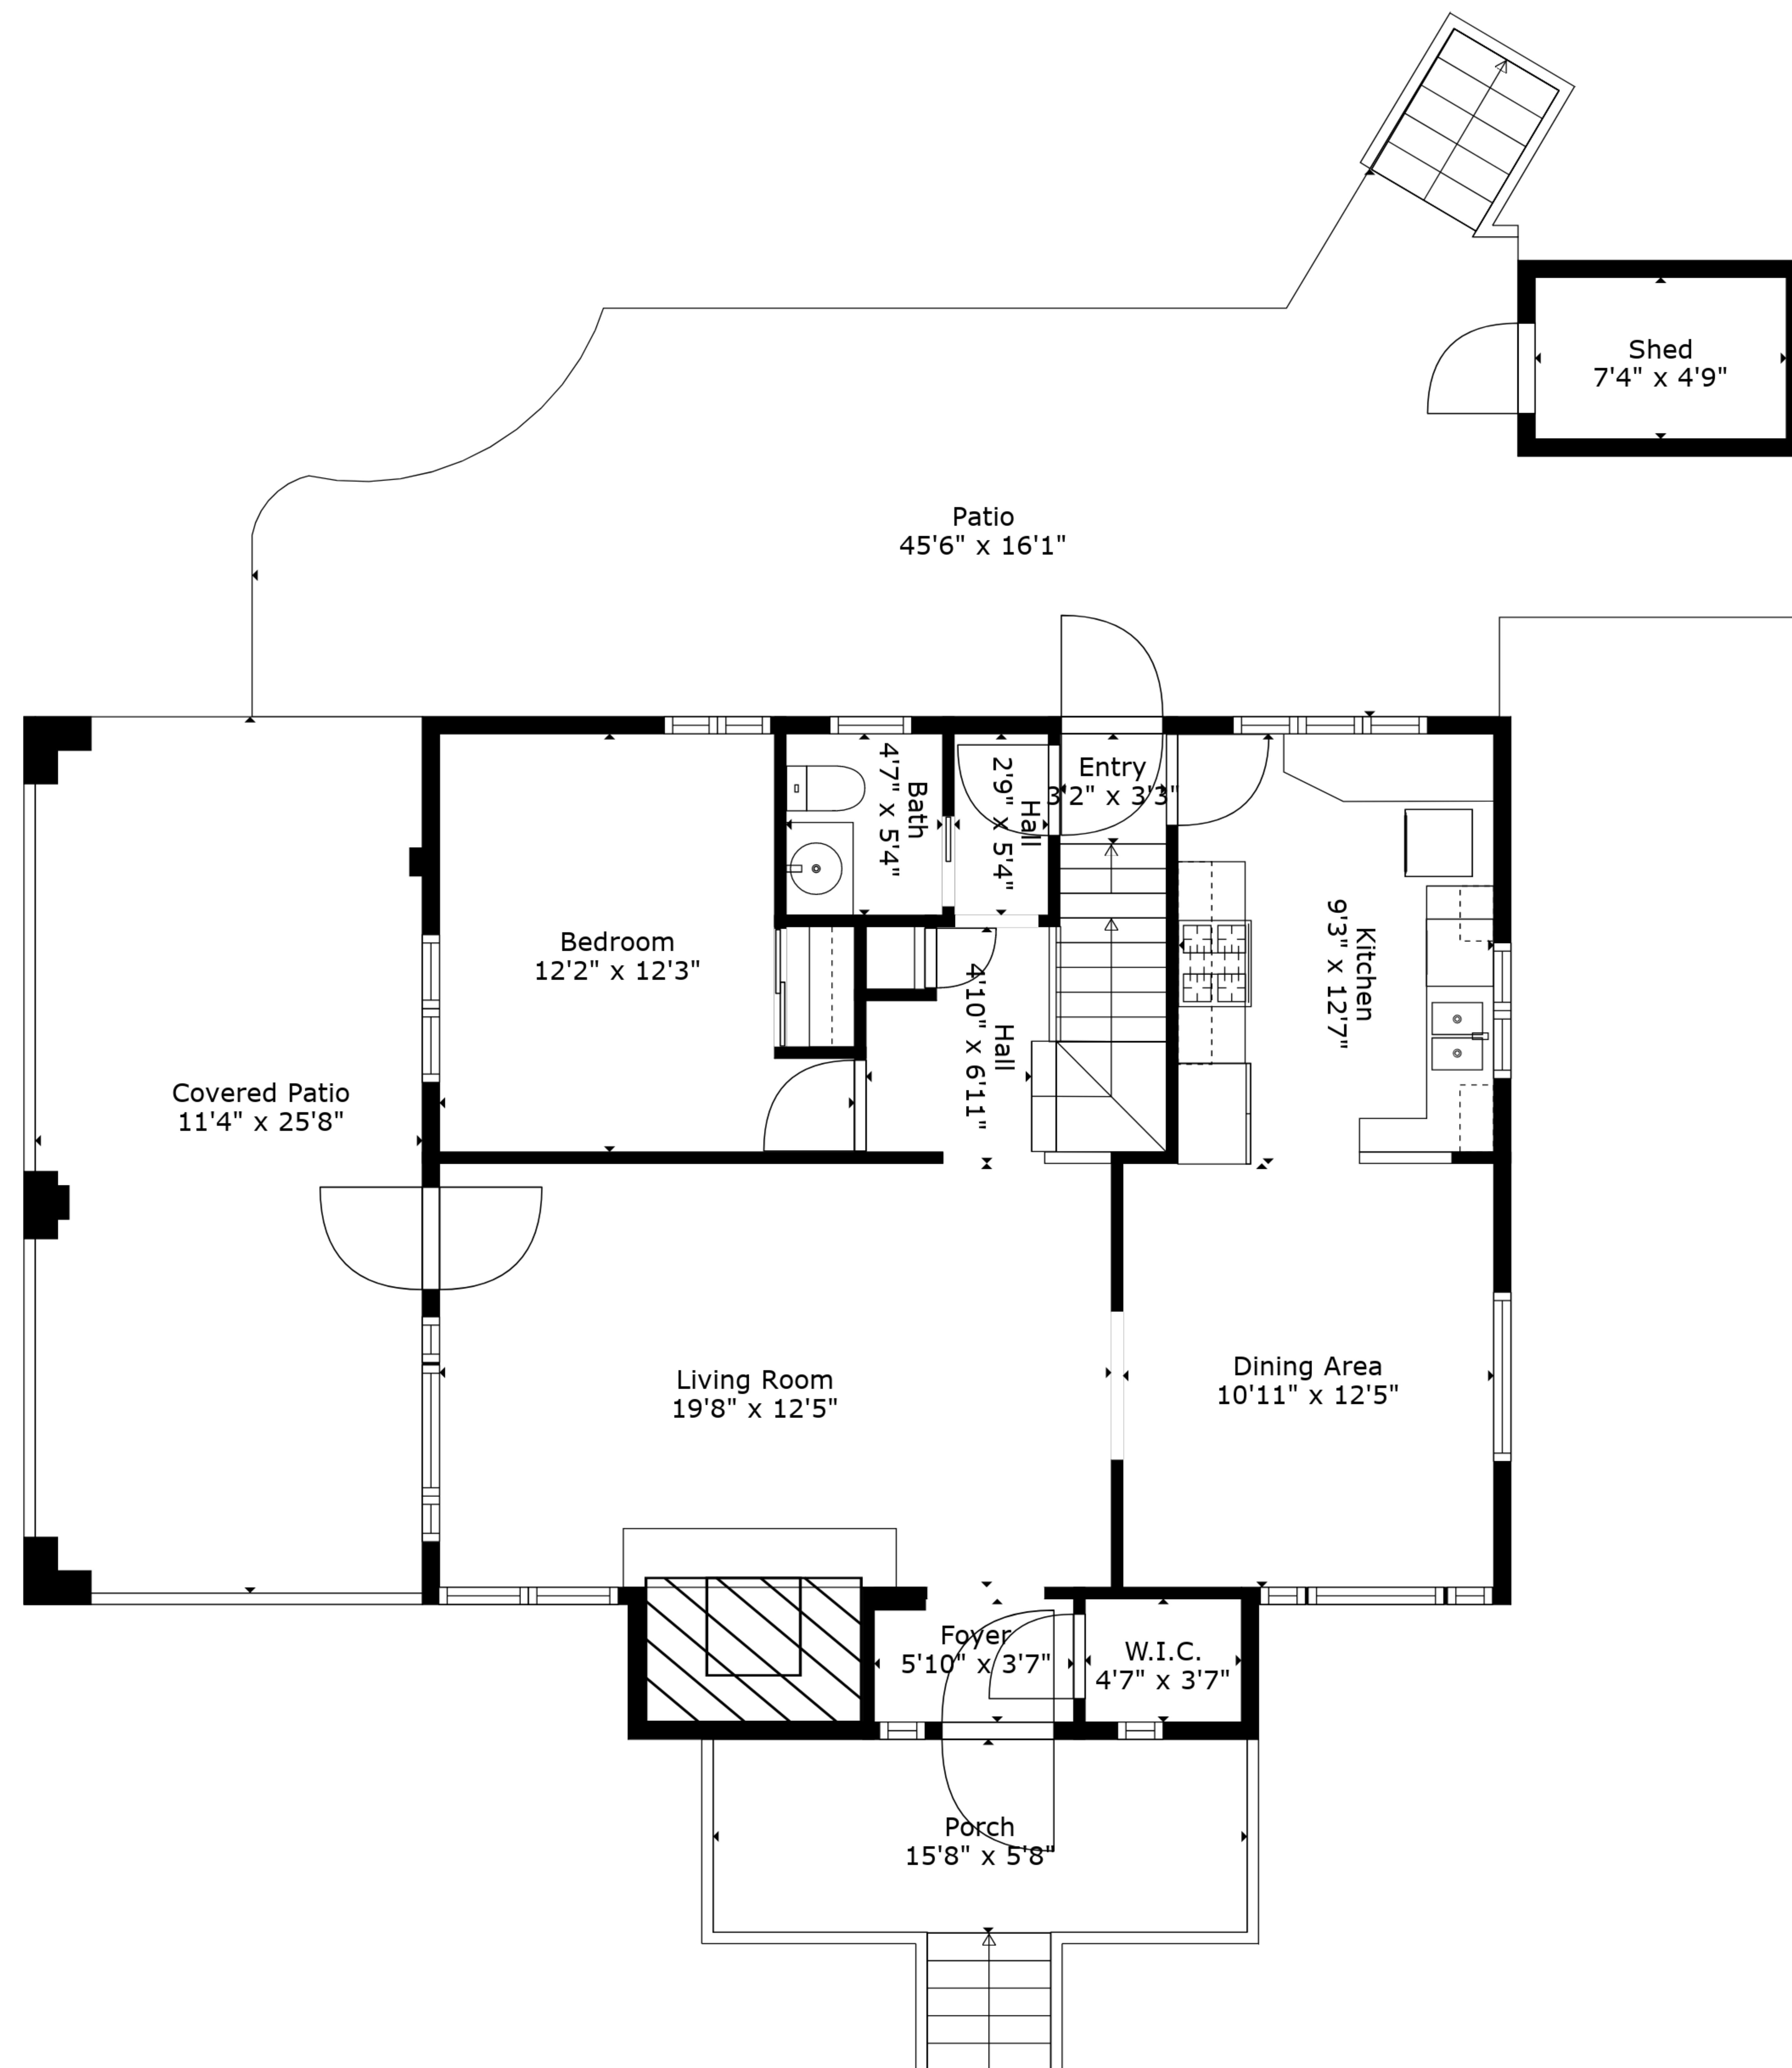 Shed
7'4" x 4'9"
Patio
45'6" x 16'1"
Entry
3'2" x 3'3"
Bath
4'7" x 5'4"
Hall
2'9" x 5'4"
Bedroom
12'2" x 12'3"
Kitchen
9'3" x 12'7"
Hall
4'10" x 6'11"
Covered Patio
11'4" x 25'8"
Living Room
19'8" x 12'5"
Dining Area
10'11" x 12'5"
Foyer
5'10" x 3'7"
W.I.C.
4'7" x 3'7"
Porch
15'8" x 5'8"